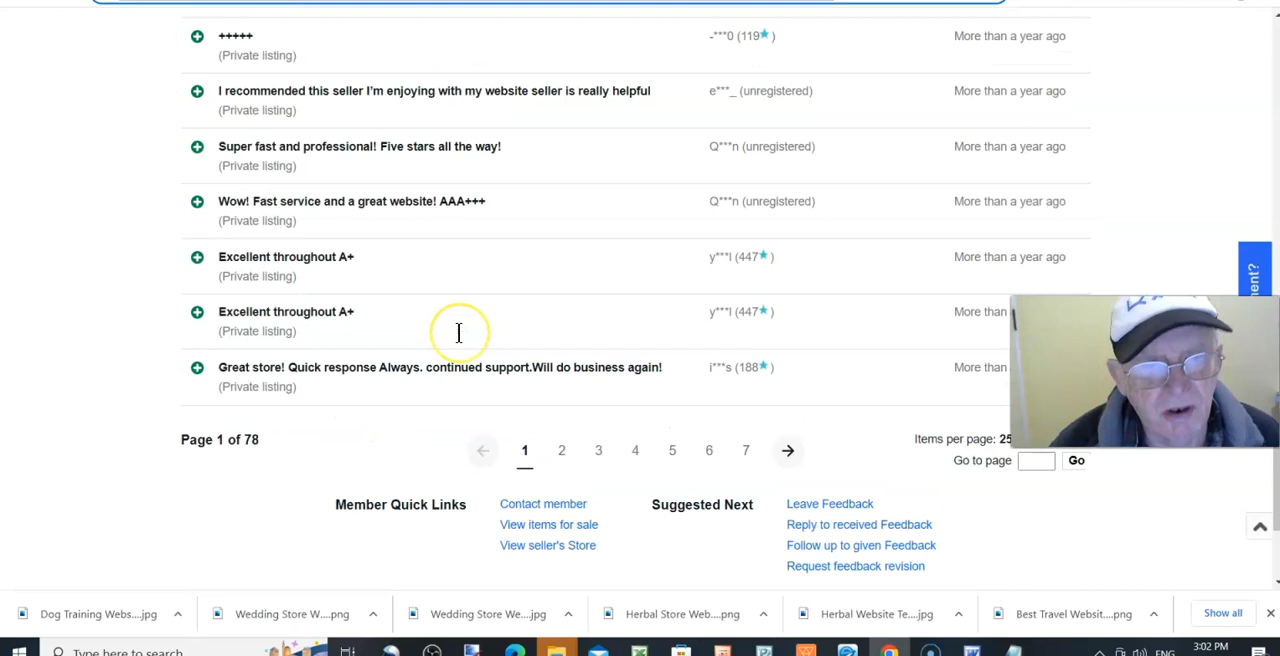 +++++
-***0 (119★)
More than a year ago
(Private listing)
I recommended this seller I'm enjoying with my website seller is really helpful
e***_ (unregistered)
More than a year ago
(Private listing)
Super fast and professional! Five stars all the way!
Q***n (unregistered)
More than a year ago
(Private listing)
Wow! Fast service and a great website! AAA+++
Q***n (unregistered)
More than a year ago
(Private listing)
Excellent throughout A+
y***l (447★)
More than a year ago
(Private listing)
Excellent throughout A+
y***l (447★)
More than
(Private listing)
Great store! Quick response Always. continued support.Will do business again!
i***s (188★)
More than
(Private listing)
Page 1 of 78
1 2 3 4 5 6 7
Items per page: 25
Go to page
Go
Member Quick Links
Contact member
View items for sale
View seller's Store
Suggested Next
Leave Feedback
Reply to received Feedback
Follow up to given Feedback
Request feedback revision
Dog Training Webs....jpg
Wedding Store W....png
Wedding Store We....jpg
Herbal Store Web....png
Herbal Website Te....jpg
Best Travel Websit....png
Show all
Type here to search
ENG
3:02 PM